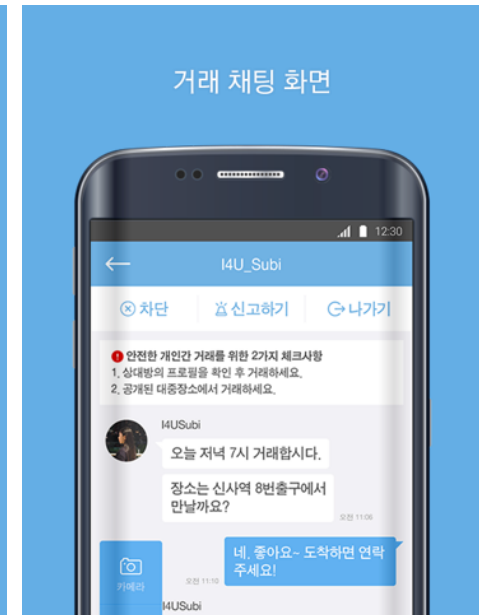 거래 채팅 화면
12:30
I4U_Subi
차단
신고하기
나가기
안전한 개인간 거래를 위한 2가지 체크사항
1. 상대방의 프로필을 확인 후 거래하세요.
2. 공개된 대중장소에서 거래하세요.
I4USubi
오늘 저녁 7시 거래합시다.
장소는 신사역 8번출구에서
만날까요?
오전 11:06
네. 좋아요~ 도착하면 연락
주세요!
오전 11:10
카메라
I4USubi